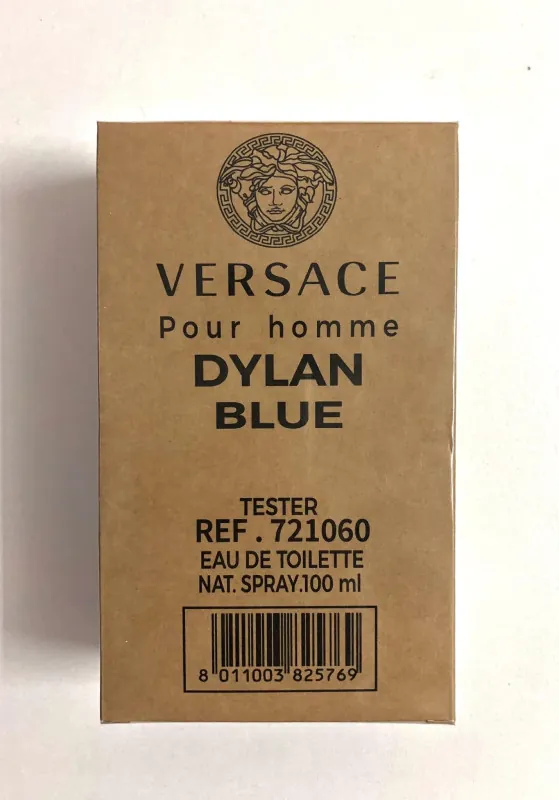 VERSACE
Pour homme
DYLAN
BLUE
TESTER
REF . 721060
EAU DE TOILETTE
NAT. SPRAY.100 ml
8 011003 825769